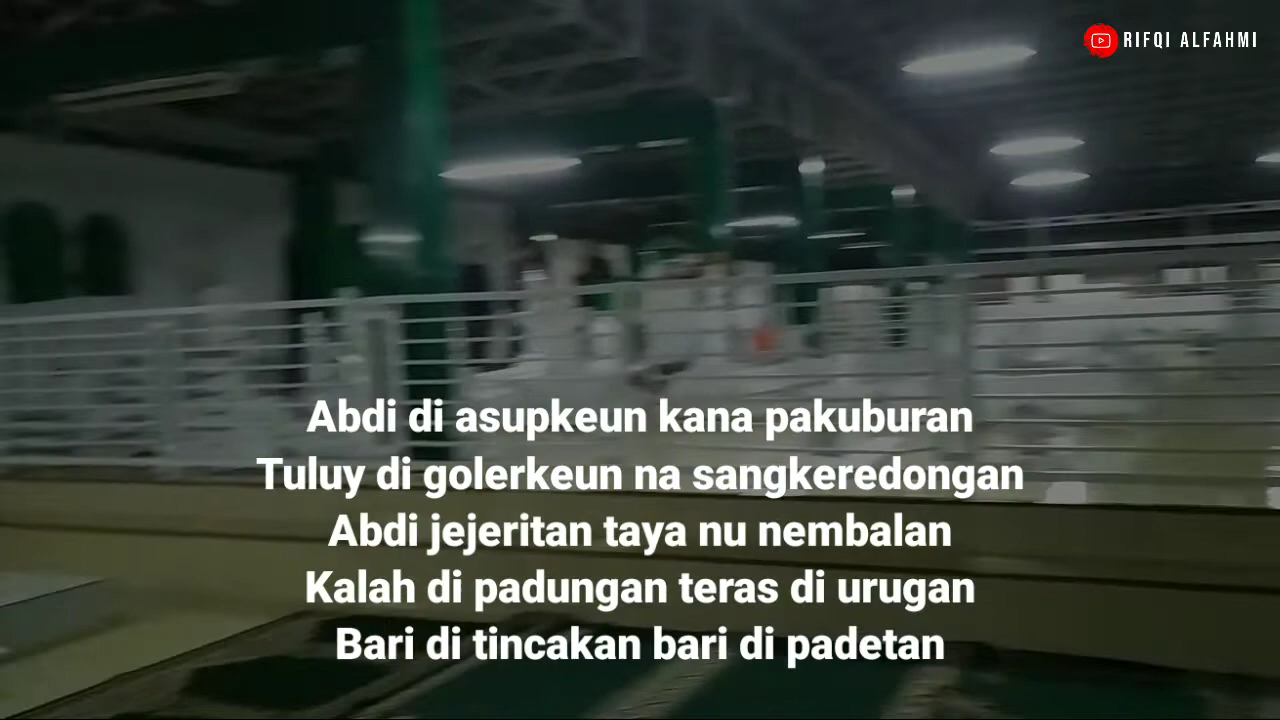 RIFQI ALFAHMI
Abdi di asupkeun kana pakuburan
Tuluy di golerkeun na sangkeredongan
Abdi jejeritan taya nu nembalan
Kalah di padungan teras di urugan
Bari di tincakan bari di padetan